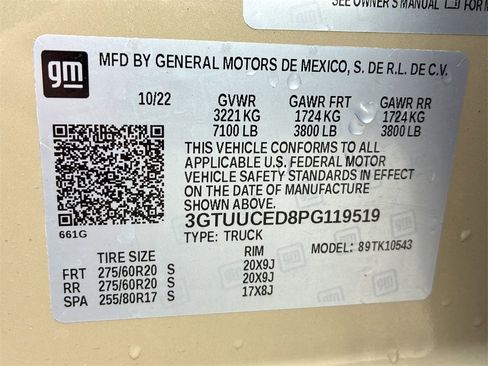 SEE OWNER'S MANUAL
gm
MFD BY GENERAL MOTORS DE MEXICO, S. DE R.L. DE C.V.
10/22 GVWR GAWR FRT GAWR RR
3221 KG 1724 KG 1724 KG
7100 LB 3800 LB 3800 LB
THIS VEHICLE CONFORMS TO ALL
APPLICABLE U.S. FEDERAL MOTOR
VEHICLE SAFETY STANDARDS IN EFFECT
ON THE DATE OF MANUFACTURE
SHOWN ABOVE.
3GTUUCED8PG119519
661G TYPE: TRUCK MODEL: 89TK10543
TIRE SIZE RIM
FRT 275/60R20 S 20X9J
RR 275/60R20 S 20X9J
SPA 255/80R17 S 17X8J